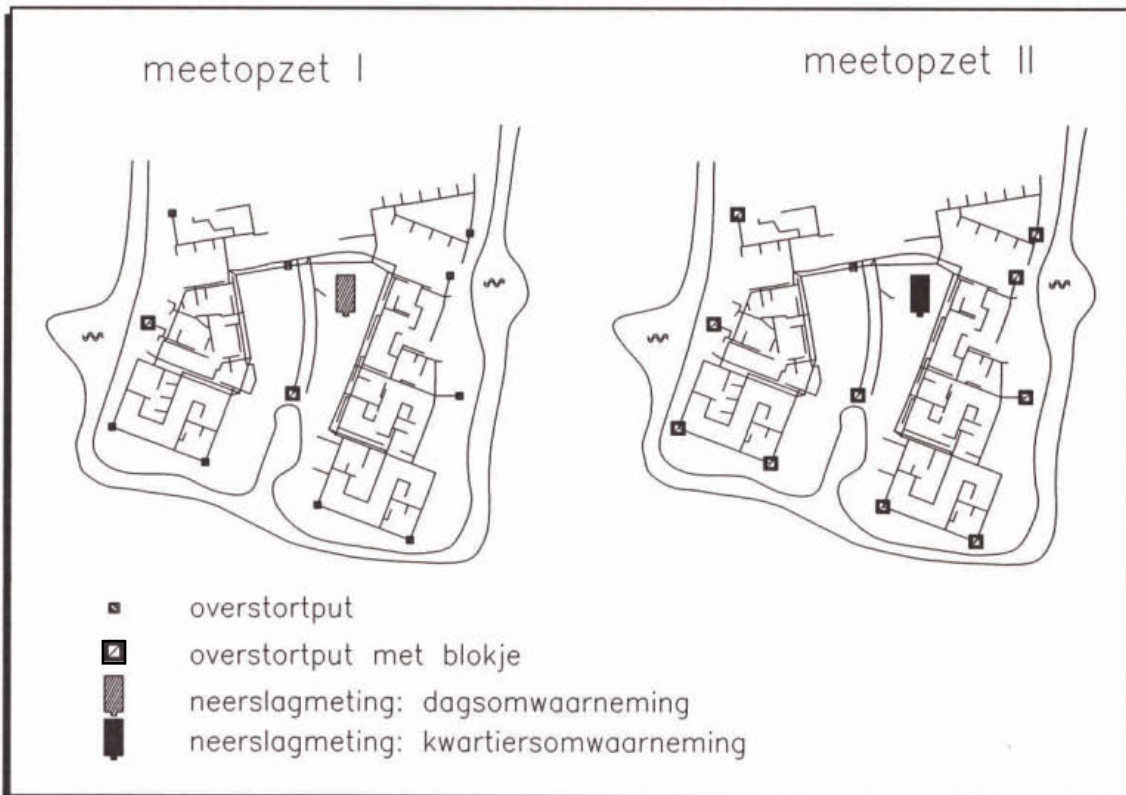 meetopzet I
meetopzet II
overstortput
overstortput met blokje
neerslagmeting: dagsomwaarneming
neerslagmeting: kwartiersomwaarneming